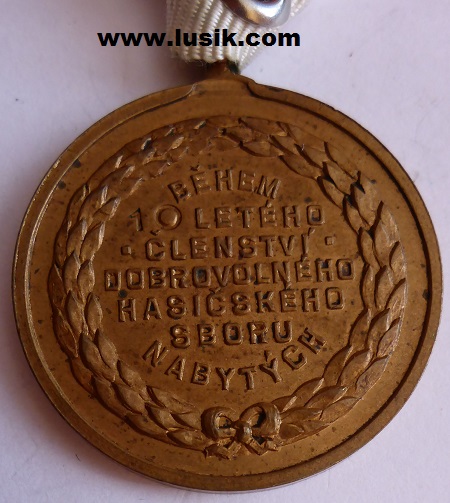 www.lusik.com
BĚHEM
10 LETÉHO
· ČLENSTVÍ ·
DOBROVOLNÉHO
HASIČSKÉHO
SBORU
NABYTÝCH